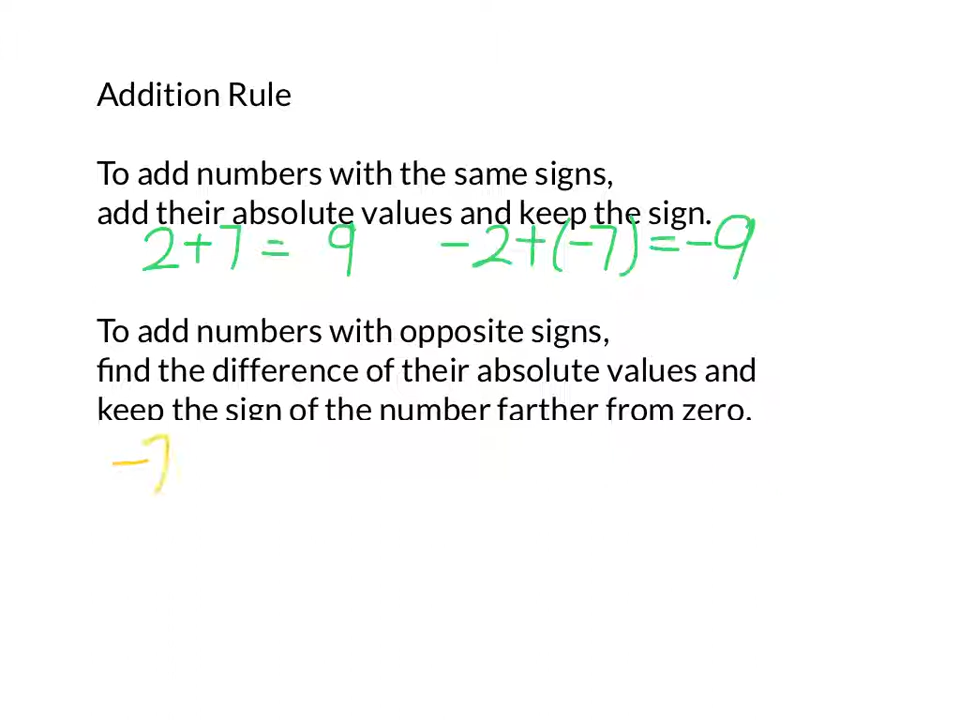 Addition Rule
To add numbers with the same signs,
add their absolute values and keep the sign.
2+7= 9 -2+(-7)=-9
To add numbers with opposite signs,
find the difference of their absolute values and
keep the sign of the number farther from zero.
-7